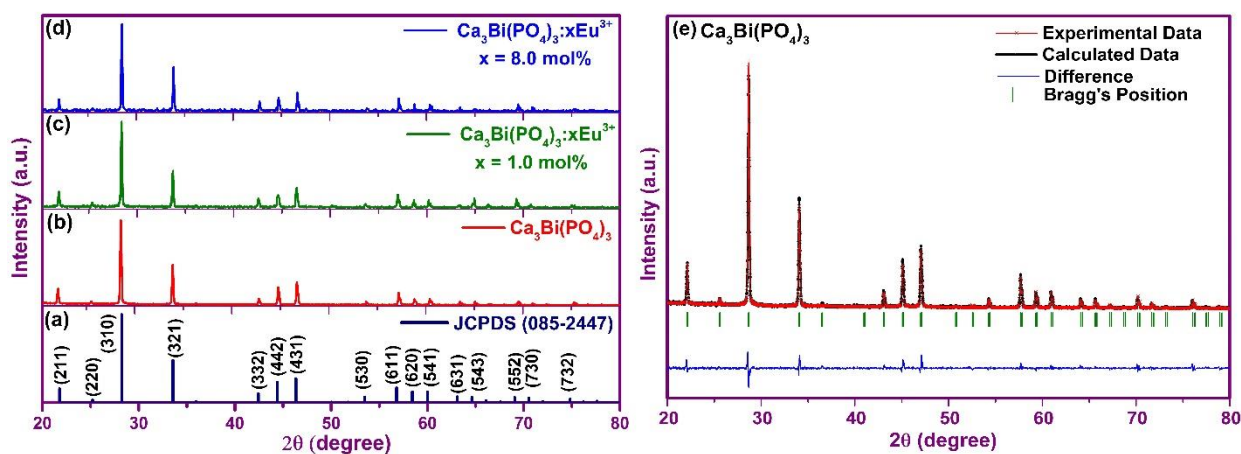 (d)
Ca₃Bi(PO₄)₃:xEu³⁺
x = 8.0 mol%
(c)
Ca₃Bi(PO₄)₃:xEu³⁺
x = 1.0 mol%
(b)
Ca₃Bi(PO₄)₃
(a)
JCPDS (085-2447)
(211)
(220)
(310)
(321)
(332)
(442)
(431)
(530)
(611)
(620)
(541)
(631)
(543)
(552)
(730)
(732)
Intensity (a.u.)
20 30 40 50 60 70 80
2θ (degree)
(e) Ca₃Bi(PO₄)₃
Experimental Data
Calculated Data
Difference
Bragg's Position
Intensity (a.u.)
20 30 40 50 60 70 80
2θ (degree)